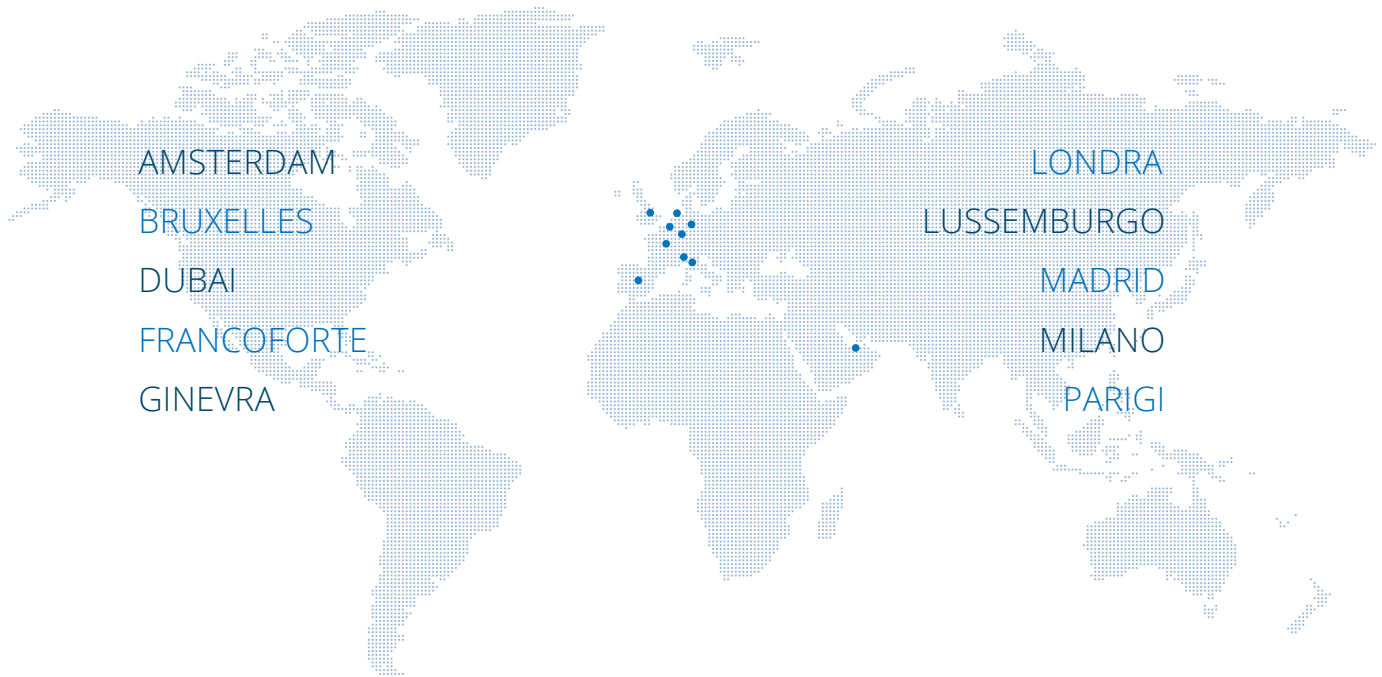 AMSTERDAM
BRUXELLES
DUBAI
FRANCOFORTE
GINEVRA
LONDRA
LUSSEMBURGO
MADRID
MILANO
PARIGI